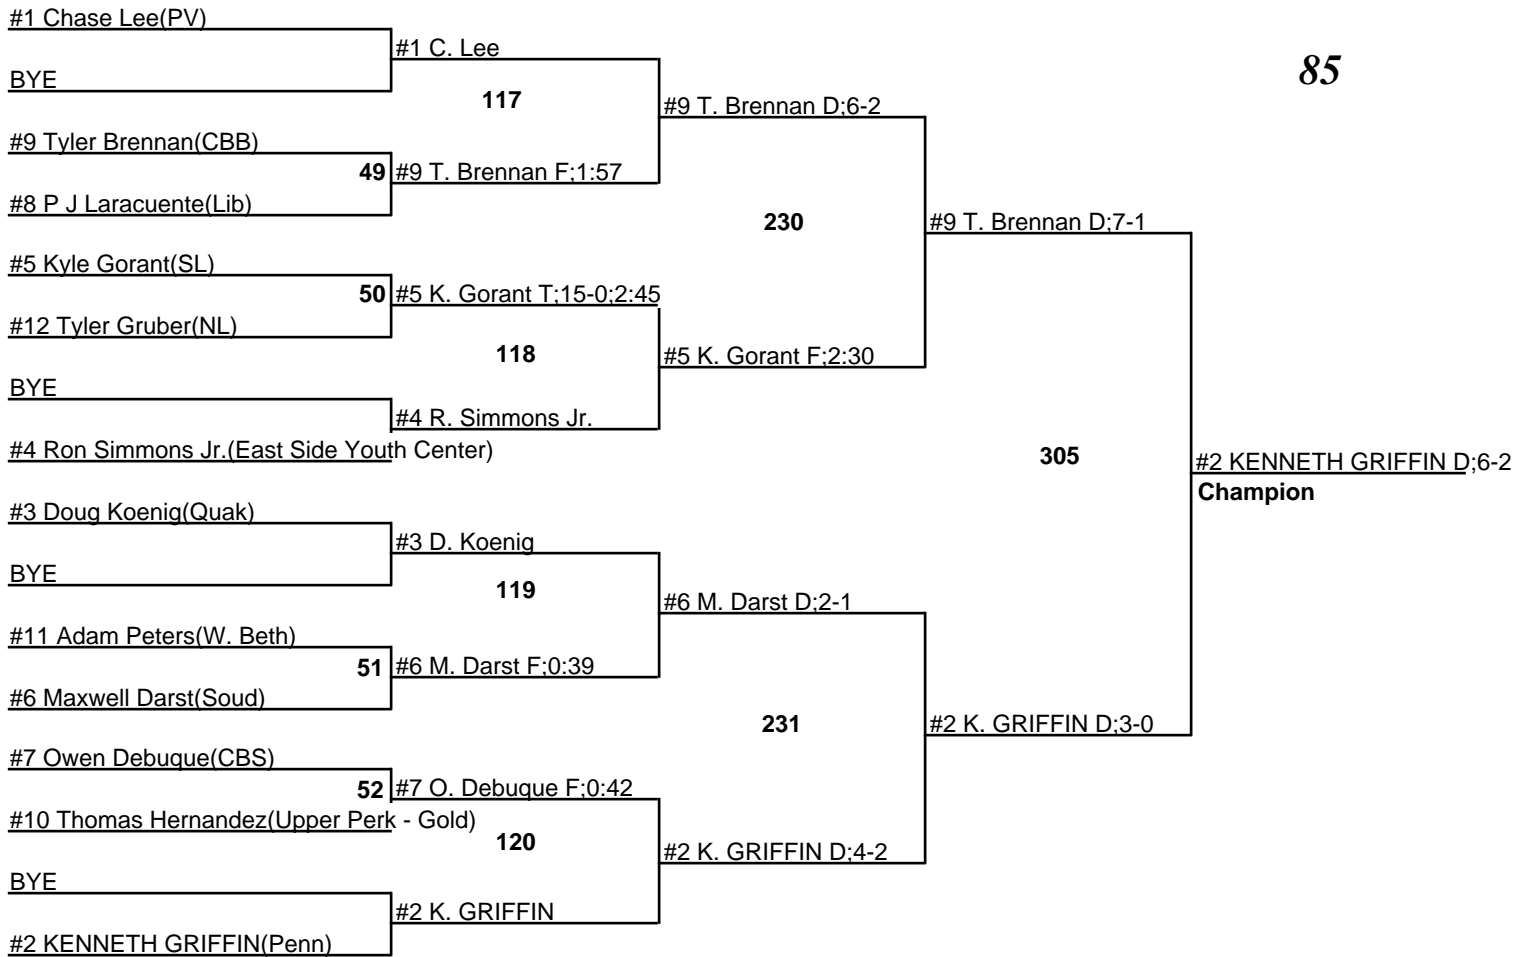 #1 Chase Lee(PV)
#1 C. Lee
BYE
85
117
#9 T. Brennan D;6-2
#9 Tyler Brennan(CBB)
49
#9 T. Brennan F;1:57
#8 P J Laracuente(Lib)
230
#9 T. Brennan D;7-1
#5 Kyle Gorant(SL)
50
#5 K. Gorant T;15-0;2:45
#12 Tyler Gruber(NL)
118
#5 K. Gorant F;2:30
BYE
#4 R. Simmons Jr.
#4 Ron Simmons Jr.(East Side Youth Center)
305
#2 KENNETH GRIFFIN D;6-2
Champion
#3 Doug Koenig(Quak)
#3 D. Koenig
BYE
119
#6 M. Darst D;2-1
#11 Adam Peters(W. Beth)
51
#6 M. Darst F;0:39
#6 Maxwell Darst(Soud)
231
#2 K. GRIFFIN D;3-0
#7 Owen Debuque(CBS)
52
#7 O. Debuque F;0:42
#10 Thomas Hernandez(Upper Perk - Gold)
120
#2 K. GRIFFIN D;4-2
BYE
#2 K. GRIFFIN
#2 KENNETH GRIFFIN(Penn)